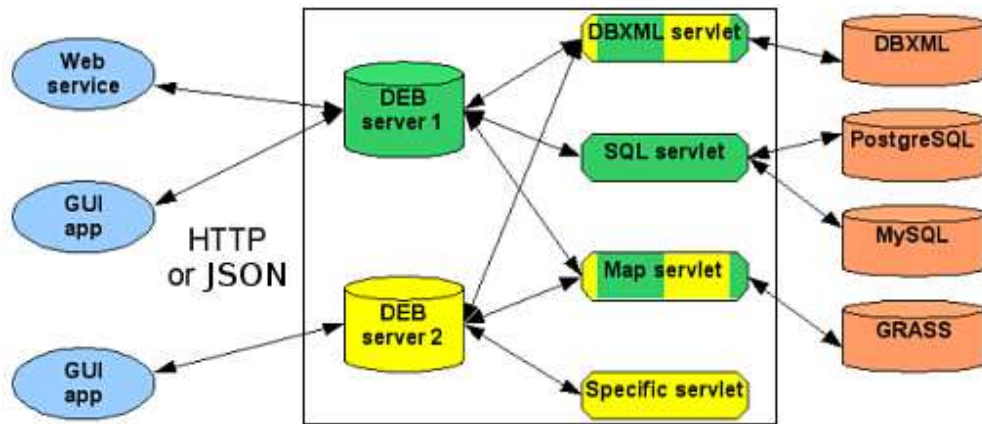 Web
service
GUI
app
GUI
app
HTTP
or JSON
DEB
server 1
DEB
server 2
DBXML servlet
SQL servlet
Map servlet
Specific servlet
DBXML
PostgreSQL
MySQL
GRASS